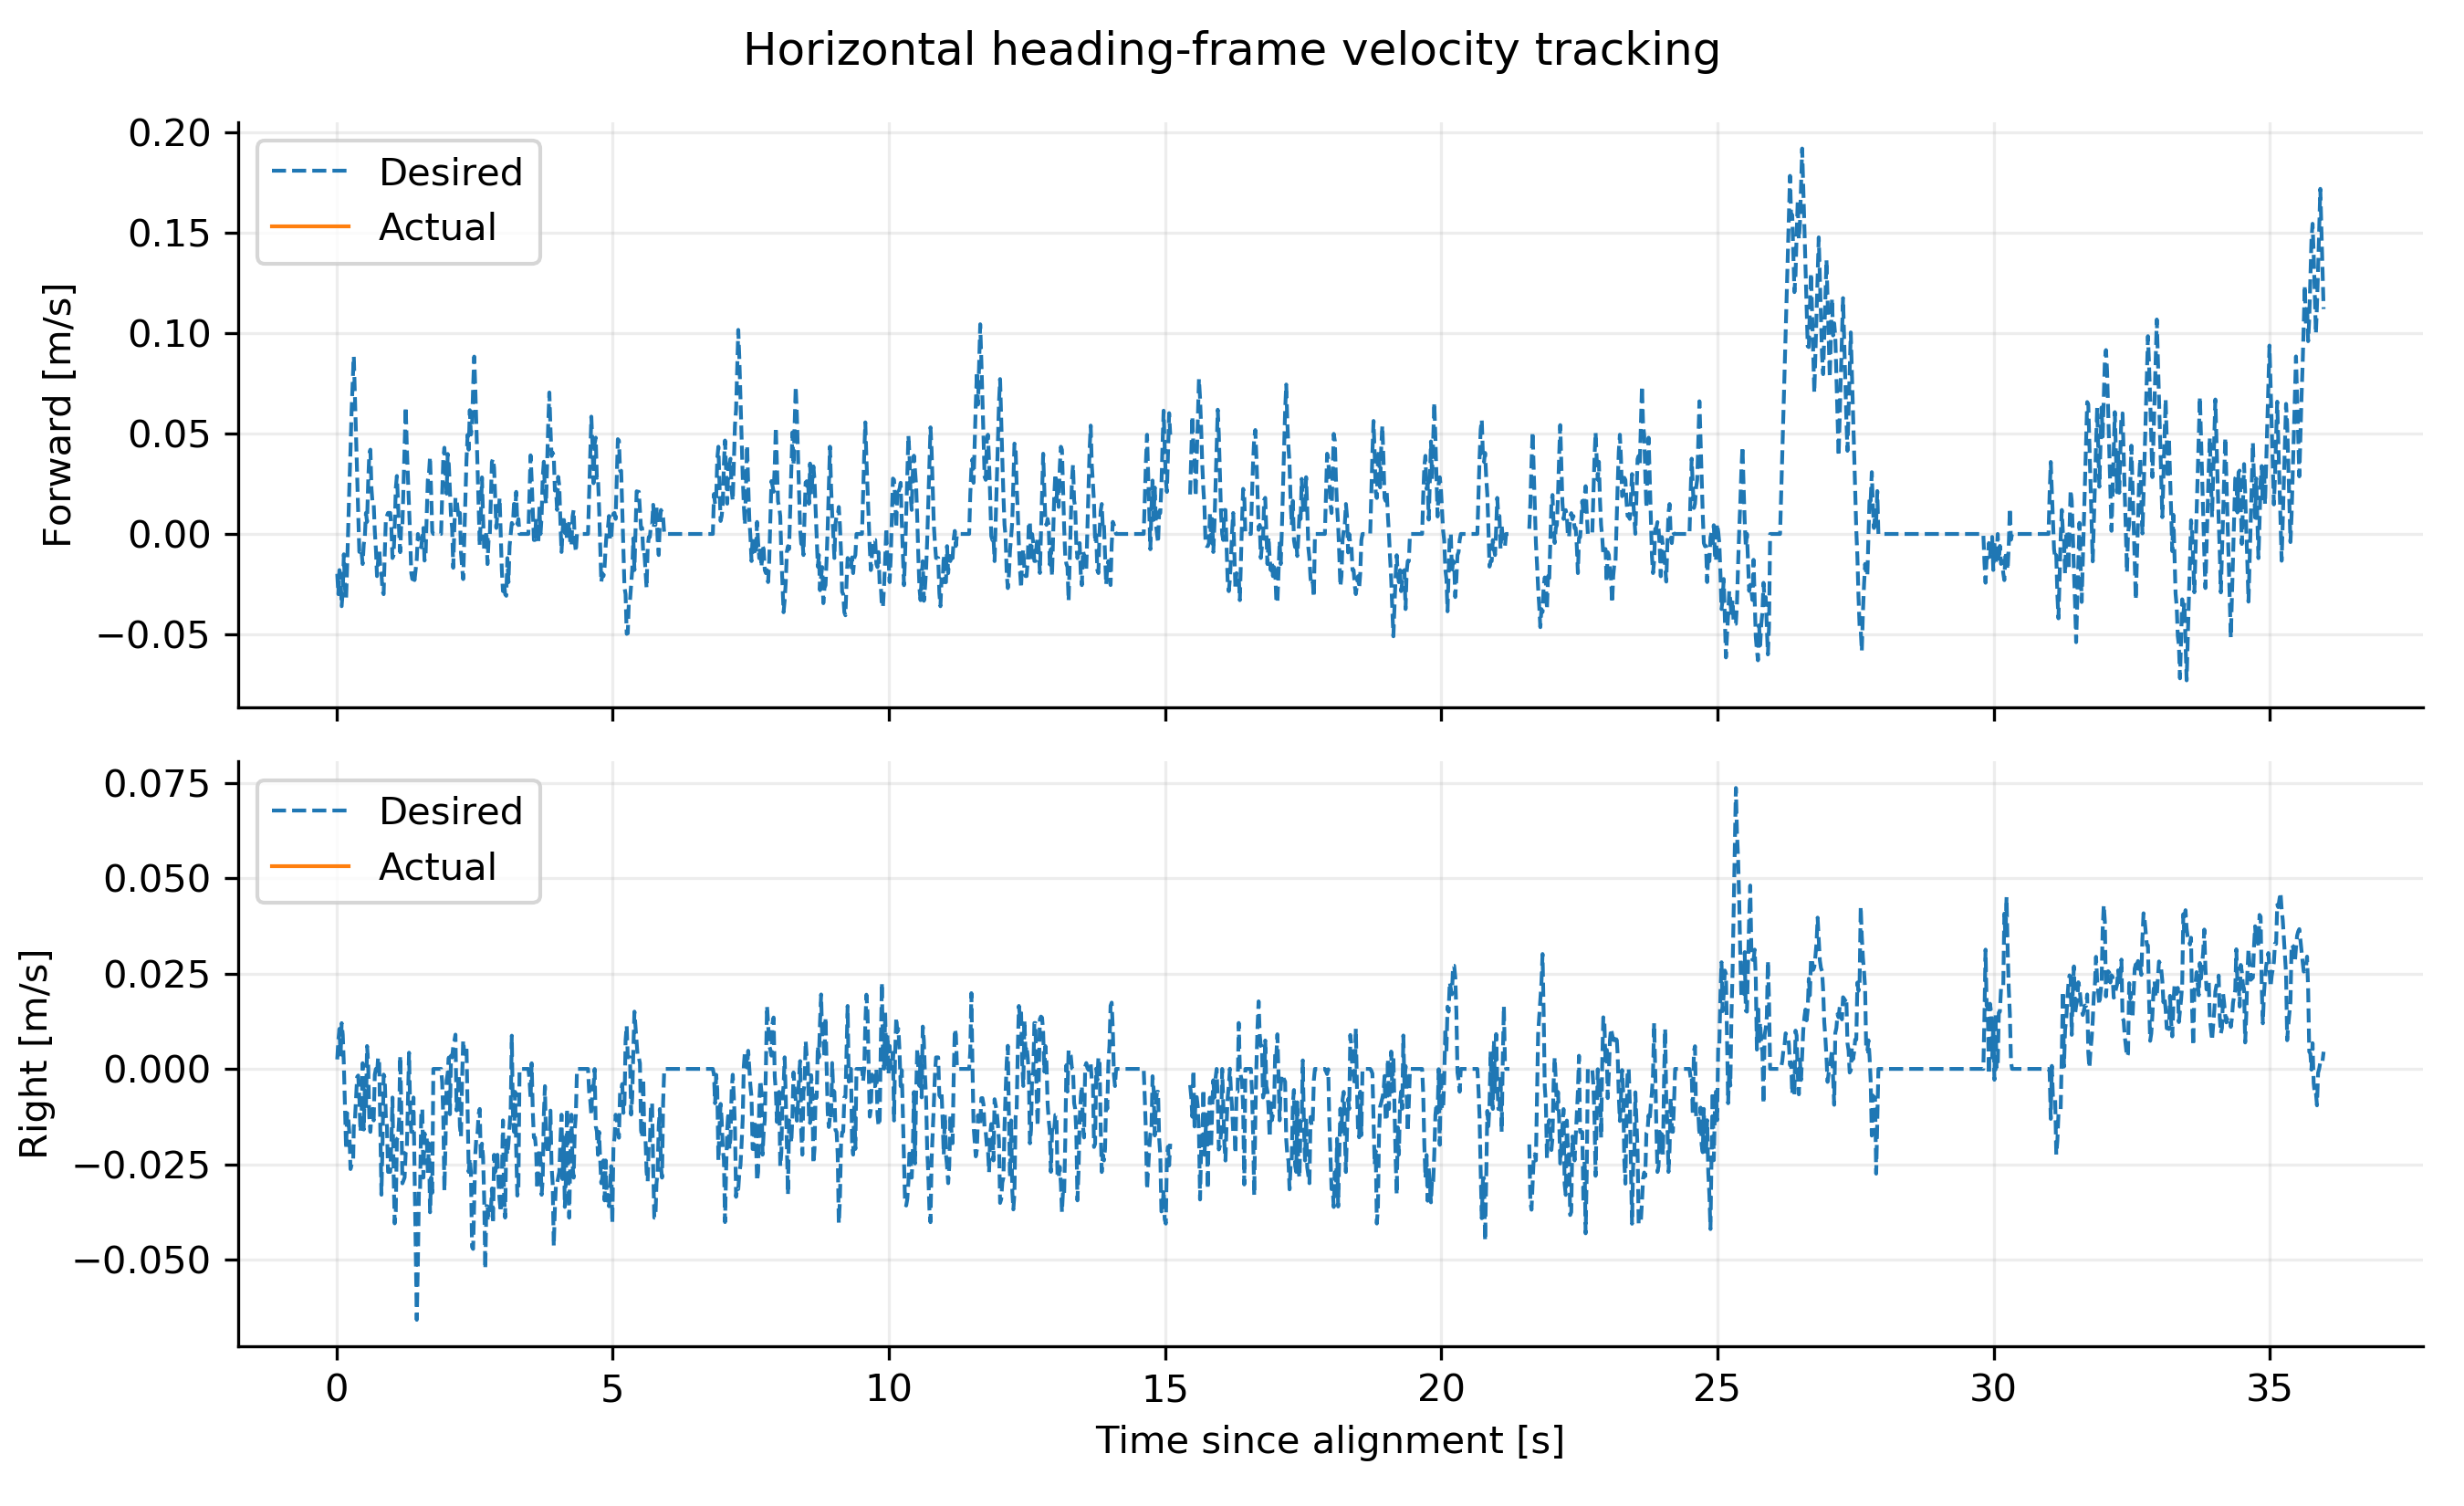 Horizontal heading-frame velocity tracking
Forward [m/s]
0.20
0.15
0.10
0.05
0.00
−0.05
Desired
Actual
Right [m/s]
0.075
0.050
0.025
0.000
−0.025
−0.050
Desired
Actual
0 5 10 15 20 25 30 35
Time since alignment [s]